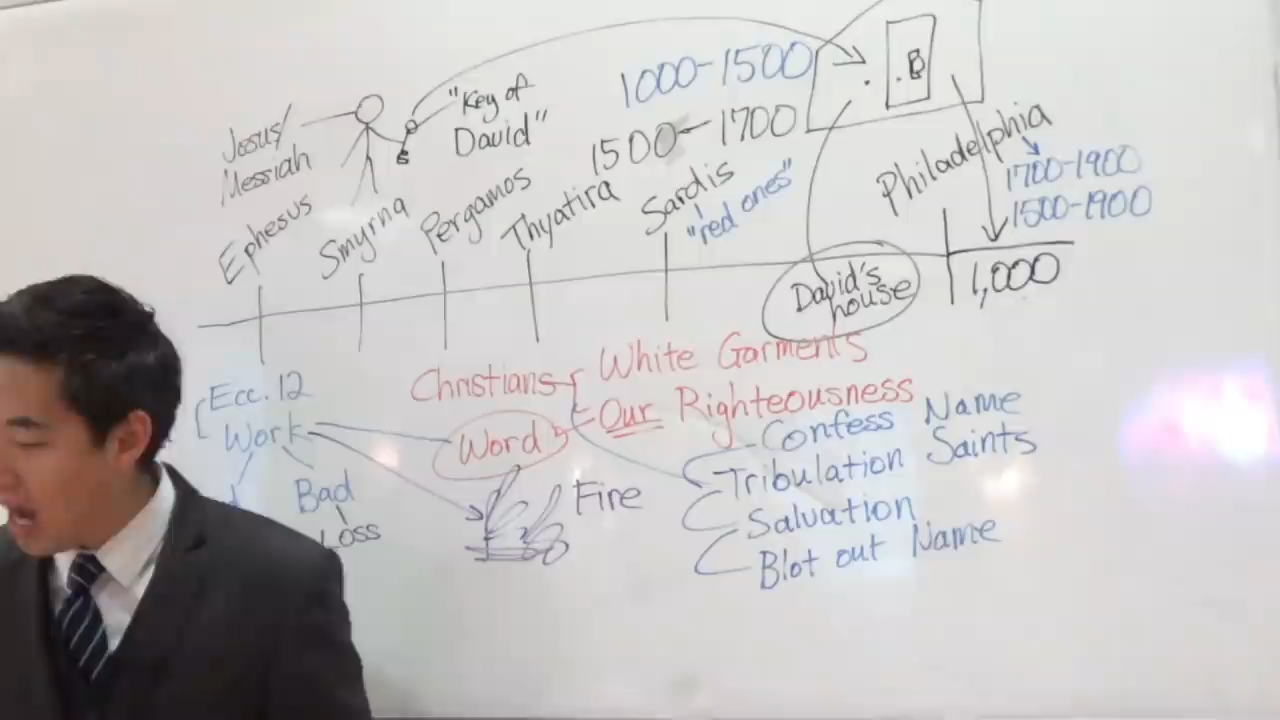 1000-1500
"Key of
David"
1500-1700
Jesus/
Messiah
B
Ephesus
Smyrna
Pergamos
Thyatira
Sardis
"red ones"
Philadelphia
1700-1900
1500-1900
David's
house
1,000
Ecc. 12
Work
Bad
Loss
Christians
White Garments
Word
Our Righteousness
Fire
Confess Name
Tribulation Saints
Salvation
Blot out Name